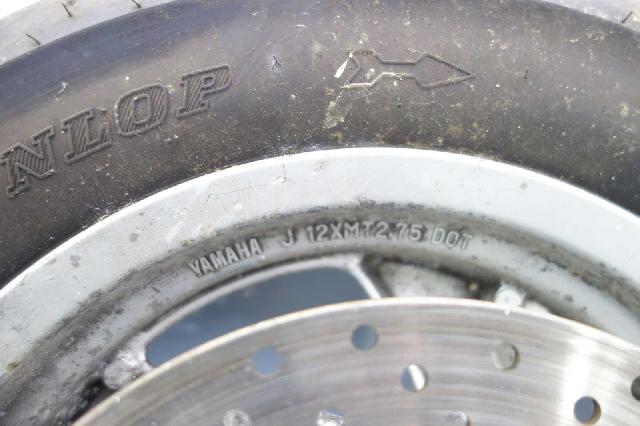 NLOP
YAMAHA J 12XMT2.75 DOT